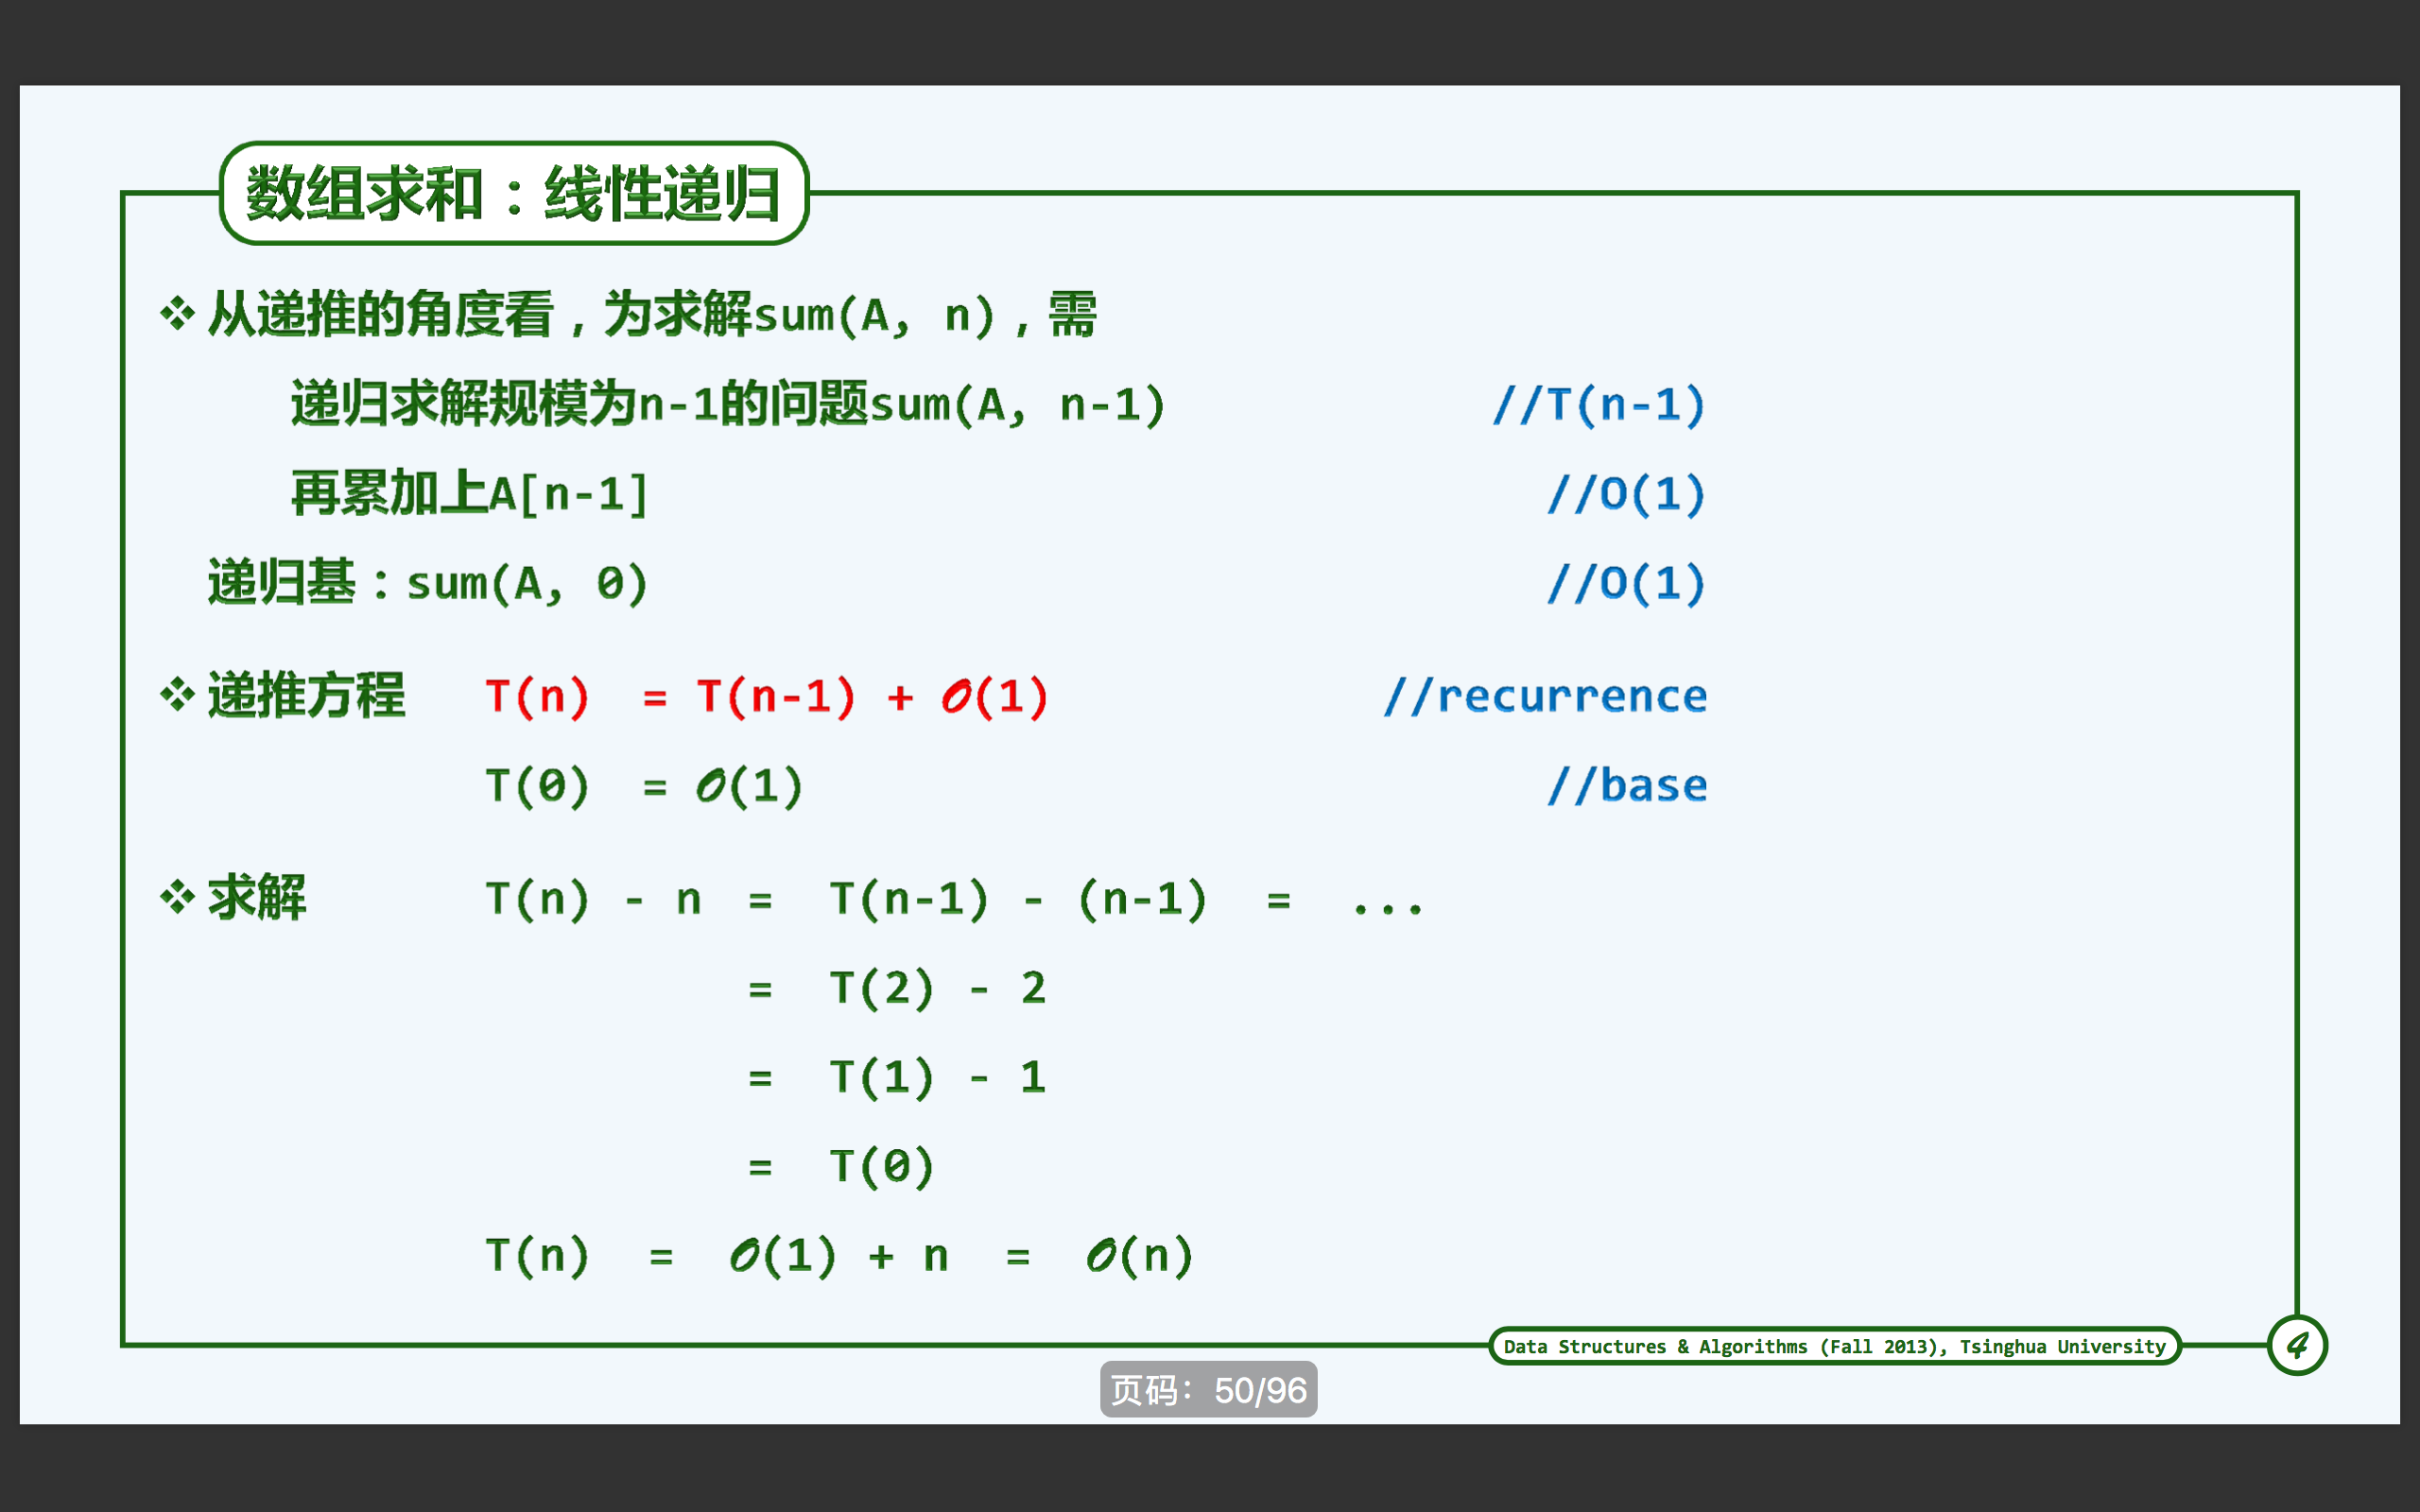 数组求和：线性递归
❖从递推的角度看，为求解sum(A, n)，需
递归求解规模为n-1的问题sum(A, n-1) //T(n-1)
再累加上A[n-1] //O(1)
递归基：sum(A, 0) //O(1)
❖递推方程 T(n) = T(n-1) + O(1) //recurrence
T(0) = O(1) //base
❖求解 T(n) - n = T(n-1) - (n-1) = ...
= T(2) - 2
= T(1) - 1
= T(0)
T(n) = O(1) + n = O(n)
Data Structures & Algorithms (Fall 2013), Tsinghua University
4
页码：50/96